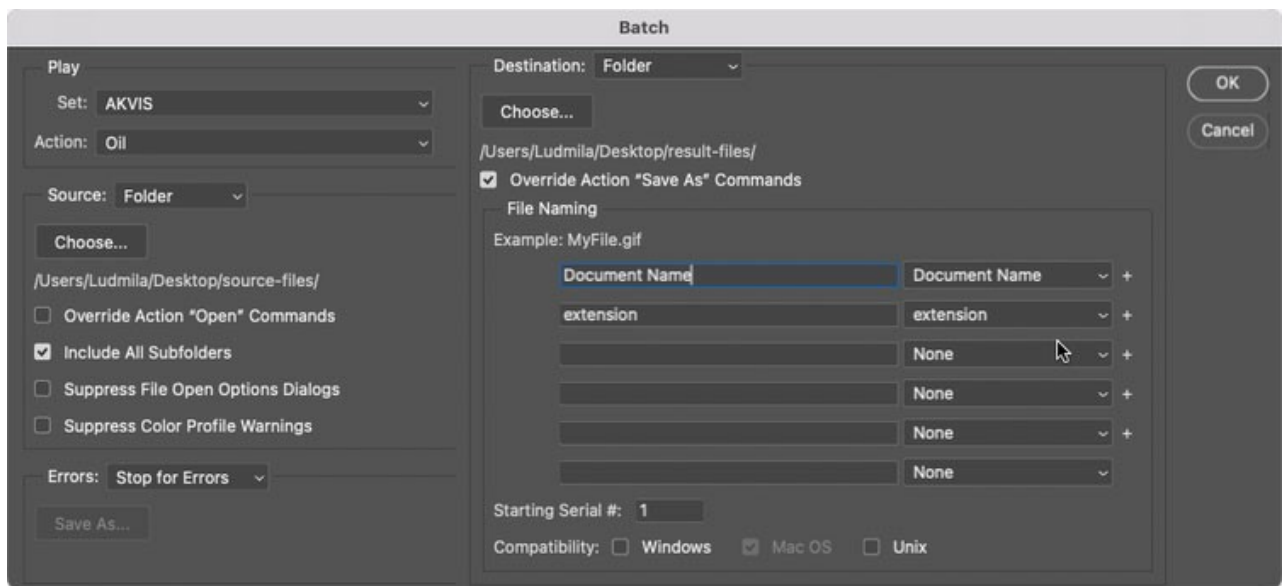 Batch
Play
Set: AKVIS
Action: Oil
Source: Folder
Choose...
/Users/Ludmila/Desktop/source-files/
Override Action "Open" Commands
Include All Subfolders
Suppress File Open Options Dialogs
Suppress Color Profile Warnings
Errors: Stop for Errors
Save As...
Destination: Folder
Choose...
/Users/Ludmila/Desktop/result-files/
Override Action "Save As" Commands
File Naming
Example: MyFile.gif
Document Name Document Name +
extension extension +
None +
None +
None +
None
Starting Serial #: 1
Compatibility: Windows Mac OS Unix
OK
Cancel